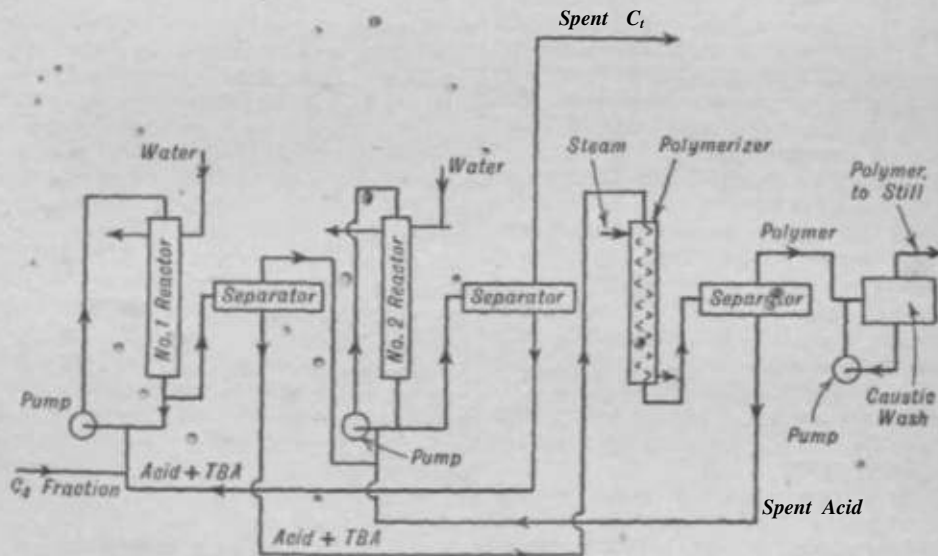 Spent Ct
Water
Water
Steam
Polymerizer
Polymer
Polymer,
to Still
No. 1 Reactor
Separator
No. 2 Reactor
Separator
Separator
Pump
Pump
Pump
Caustic
Wash
C4 Fraction
Acid + TBA
Spent Acid
Acid + TBA